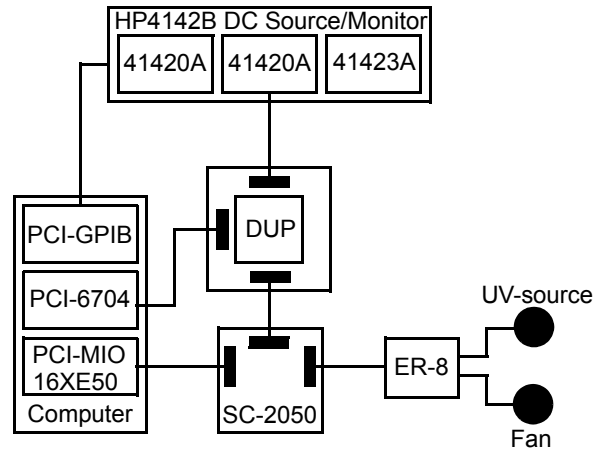 HP4142B DC Source/Monitor
41420A
41420A
41423A
PCI-GPIB
DUP
PCI-6704
UV-source
PCI-MIO
16XE50
ER-8
Computer
SC-2050
Fan